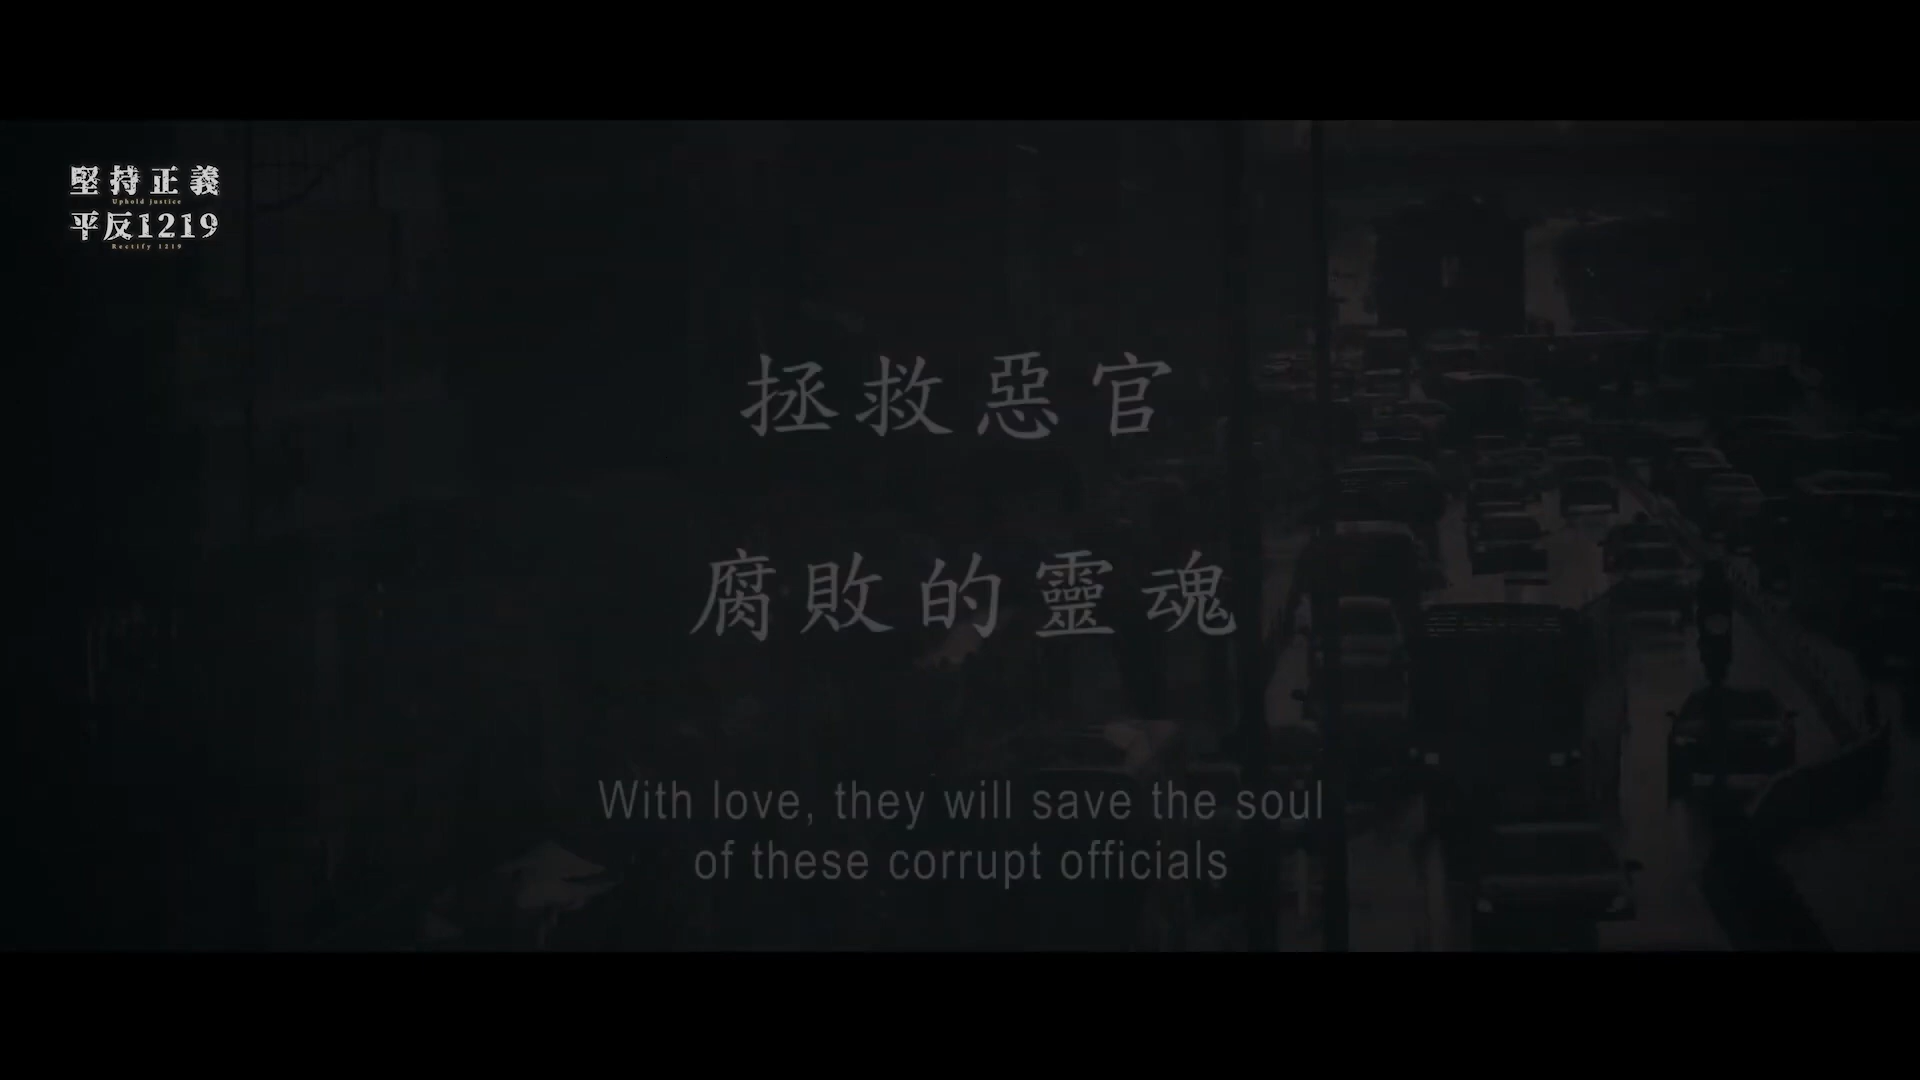 堅持正義
Uphold Justice
平反1219
Rectify 1219
拯救惡官
腐敗的靈魂
With love, they will save the soul
of these corrupt officials